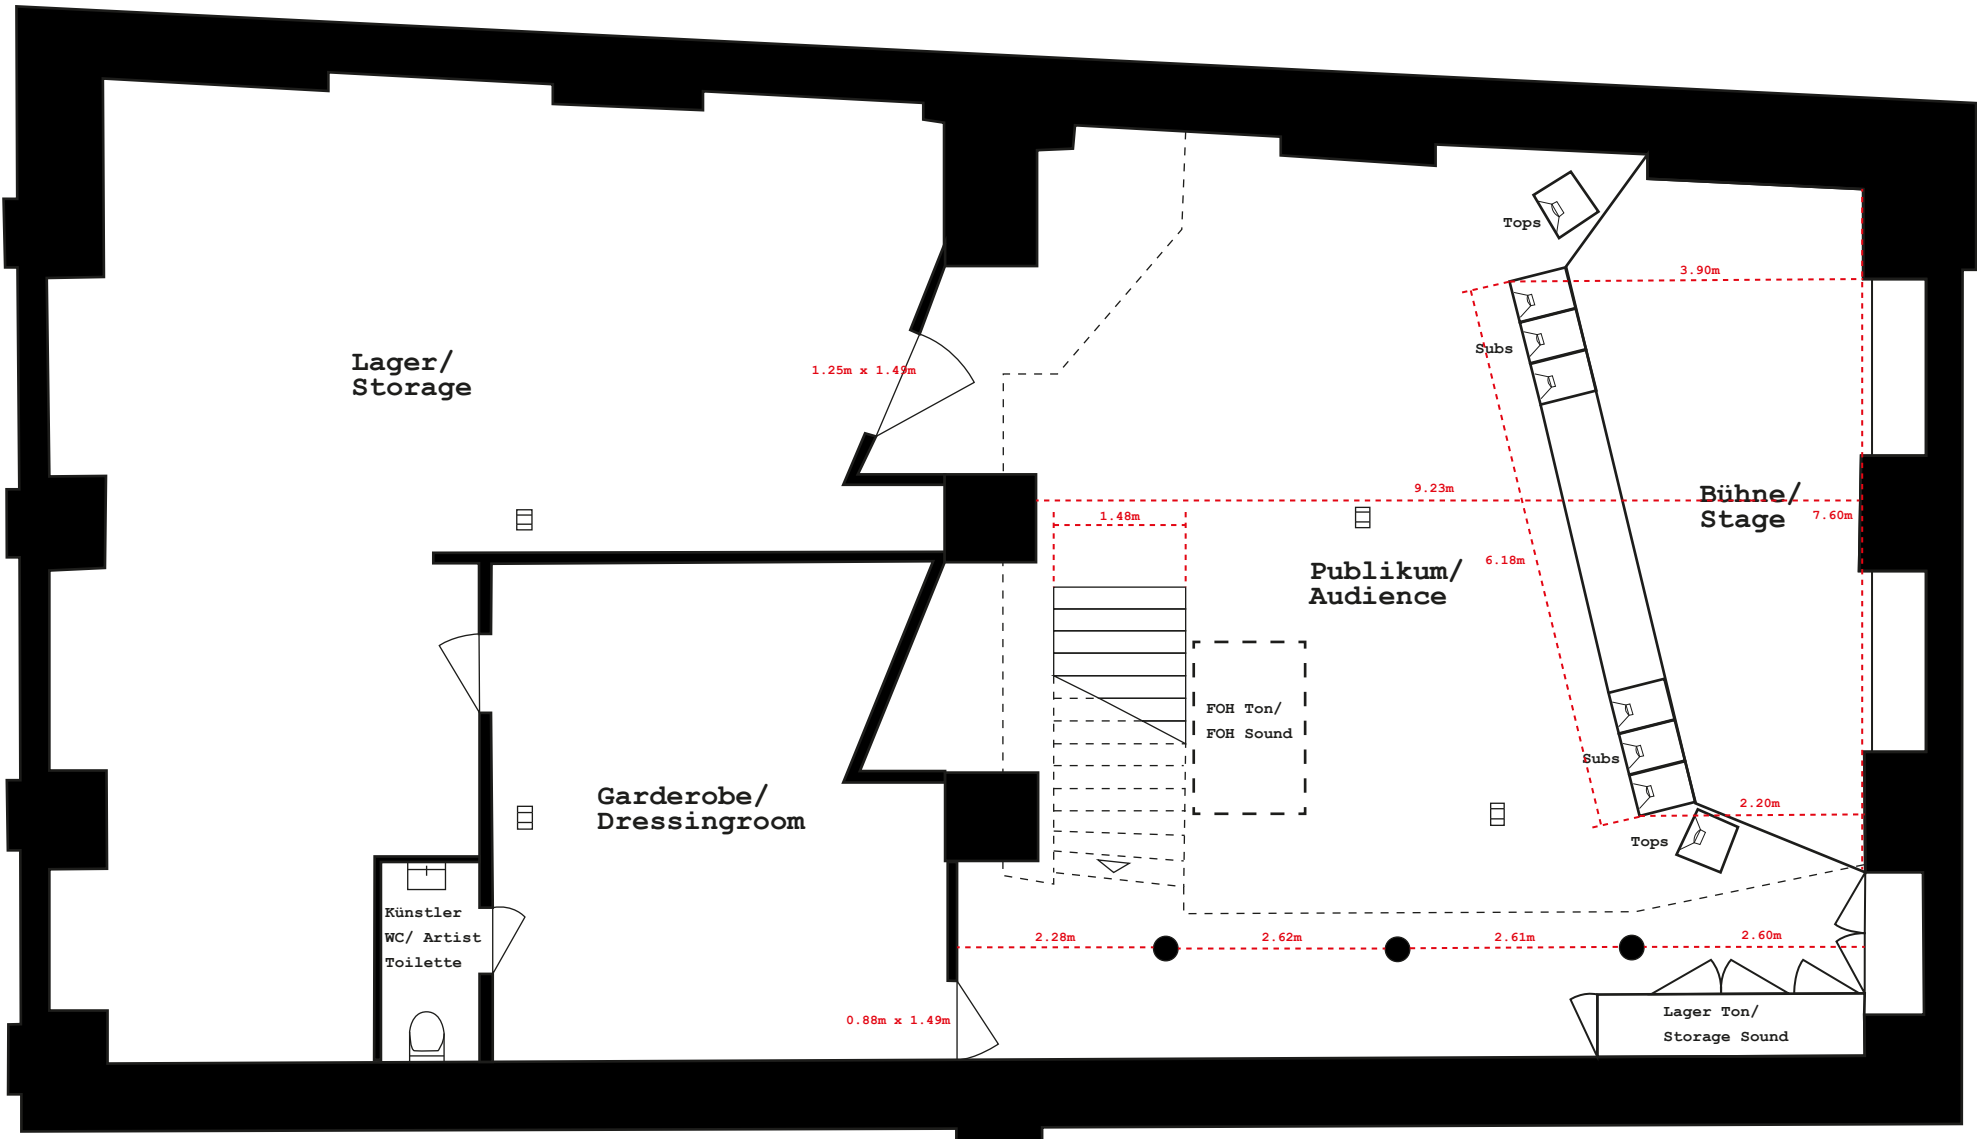 Tops
3.90m
Subs
Lager/
Storage
1.25m x 1.49m
9.23m
Bühne/
Stage
7.60m
1.48m
6.18m
Publikum/
Audience
FOH Ton/
FOH Sound
Subs
Garderobe/
Dressingroom
2.20m
Tops
Künstler
WC/ Artist
Toilette
2.28m
2.62m
2.61m
2.60m
0.88m x 1.49m
Lager Ton/
Storage Sound